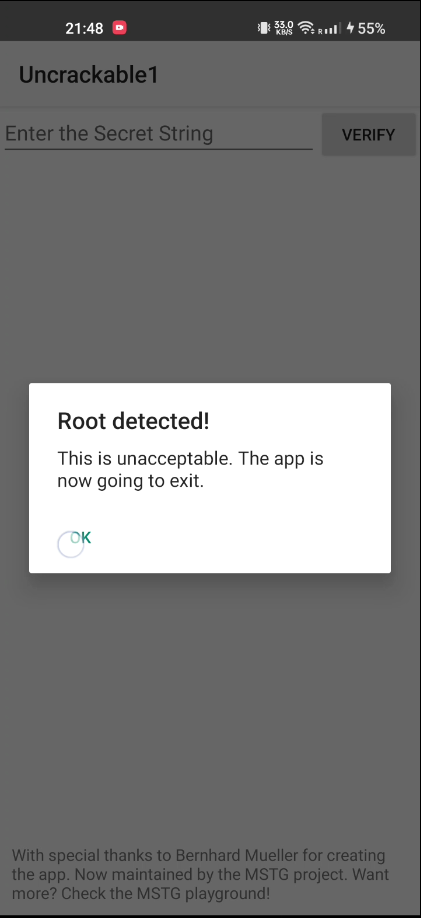 21:48 33.0 KB/S R 55%
Uncrackable1
Enter the Secret String VERIFY
Root detected!
This is unacceptable. The app is
now going to exit.
OK
With special thanks to Bernhard Mueller for creating
the app. Now maintained by the MSTG project. Want
more? Check the MSTG playground!